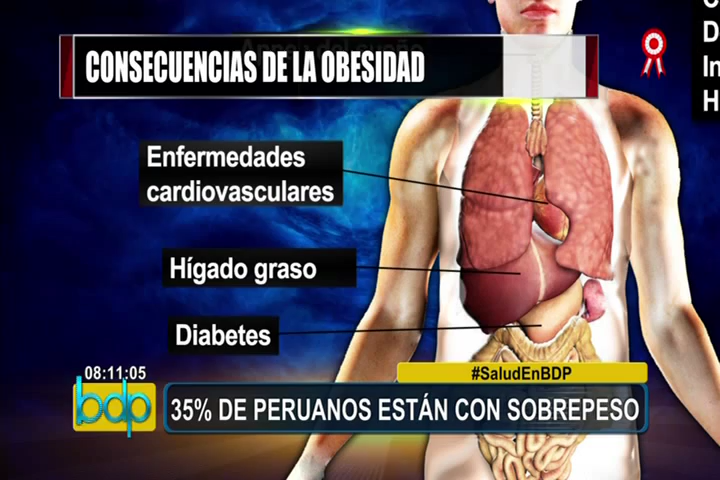 CONSECUENCIAS DE LA OBESIDAD
Enfermedades
cardiovasculares
Hígado graso
Diabetes
08:11:05
#SaludEnBDP
bdp
35% DE PERUANOS ESTÁN CON SOBREPESO